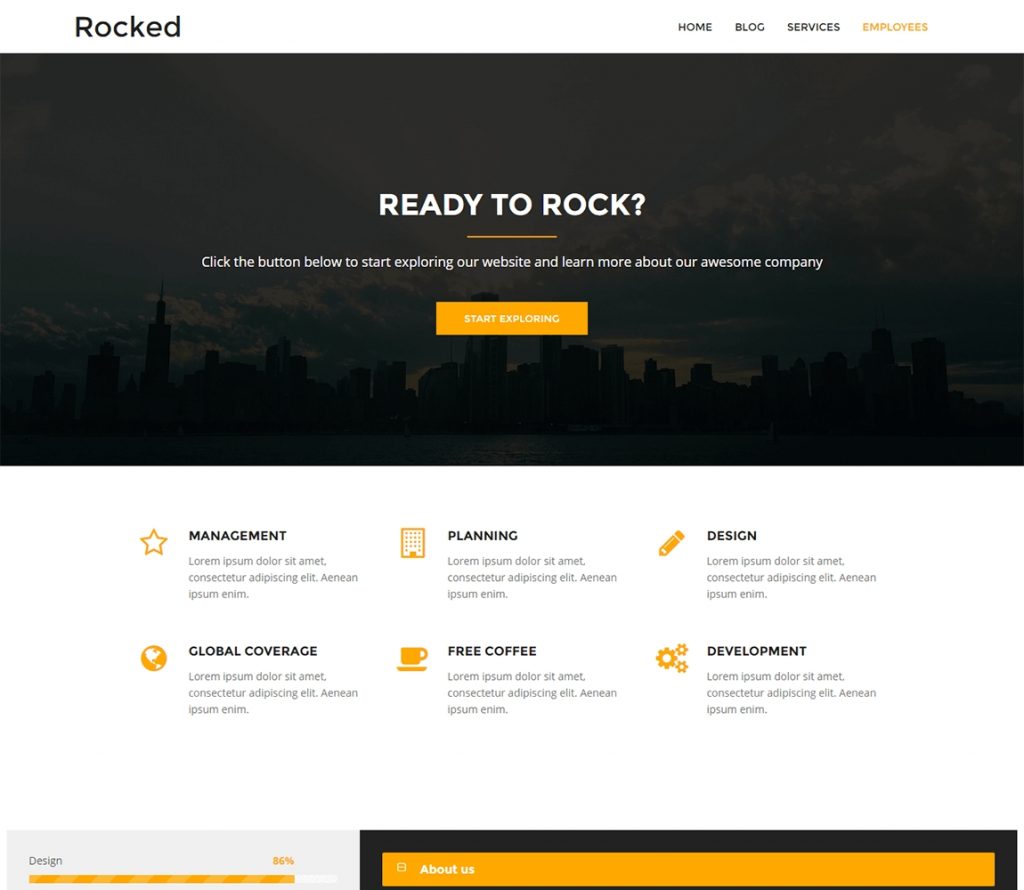 Rocked
HOME BLOG SERVICES EMPLOYEES
READY TO ROCK?
Click the button below to start exploring our website and learn more about our awesome company
START EXPLORING
MANAGEMENT
Lorem ipsum dolor sit amet,
consectetur adipiscing elit. Aenean
ipsum enim.
PLANNING
Lorem ipsum dolor sit amet,
consectetur adipiscing elit. Aenean
ipsum enim.
DESIGN
Lorem ipsum dolor sit amet,
consectetur adipiscing elit. Aenean
ipsum enim.
GLOBAL COVERAGE
Lorem ipsum dolor sit amet,
consectetur adipiscing elit. Aenean
ipsum enim.
FREE COFFEE
Lorem ipsum dolor sit amet,
consectetur adipiscing elit. Aenean
ipsum enim.
DEVELOPMENT
Lorem ipsum dolor sit amet,
consectetur adipiscing elit. Aenean
ipsum enim.
Design 86%
About us